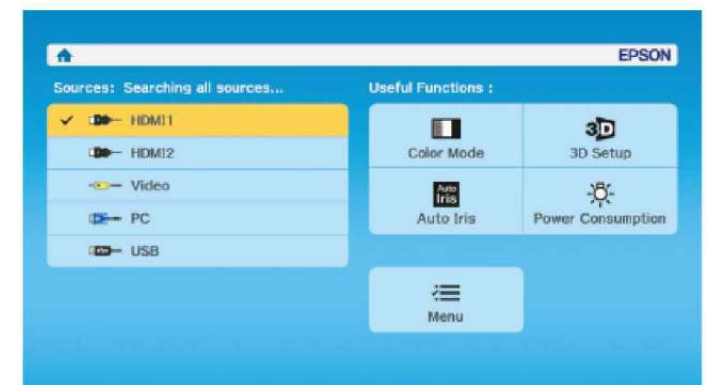 EPSON
Sources: Searching all sources...
Useful Functions :
HDMI1
HDMI2
Video
PC
USB
Color Mode
3D
3D Setup
Auto
Iris
Auto Iris
Power Consumption
Menu